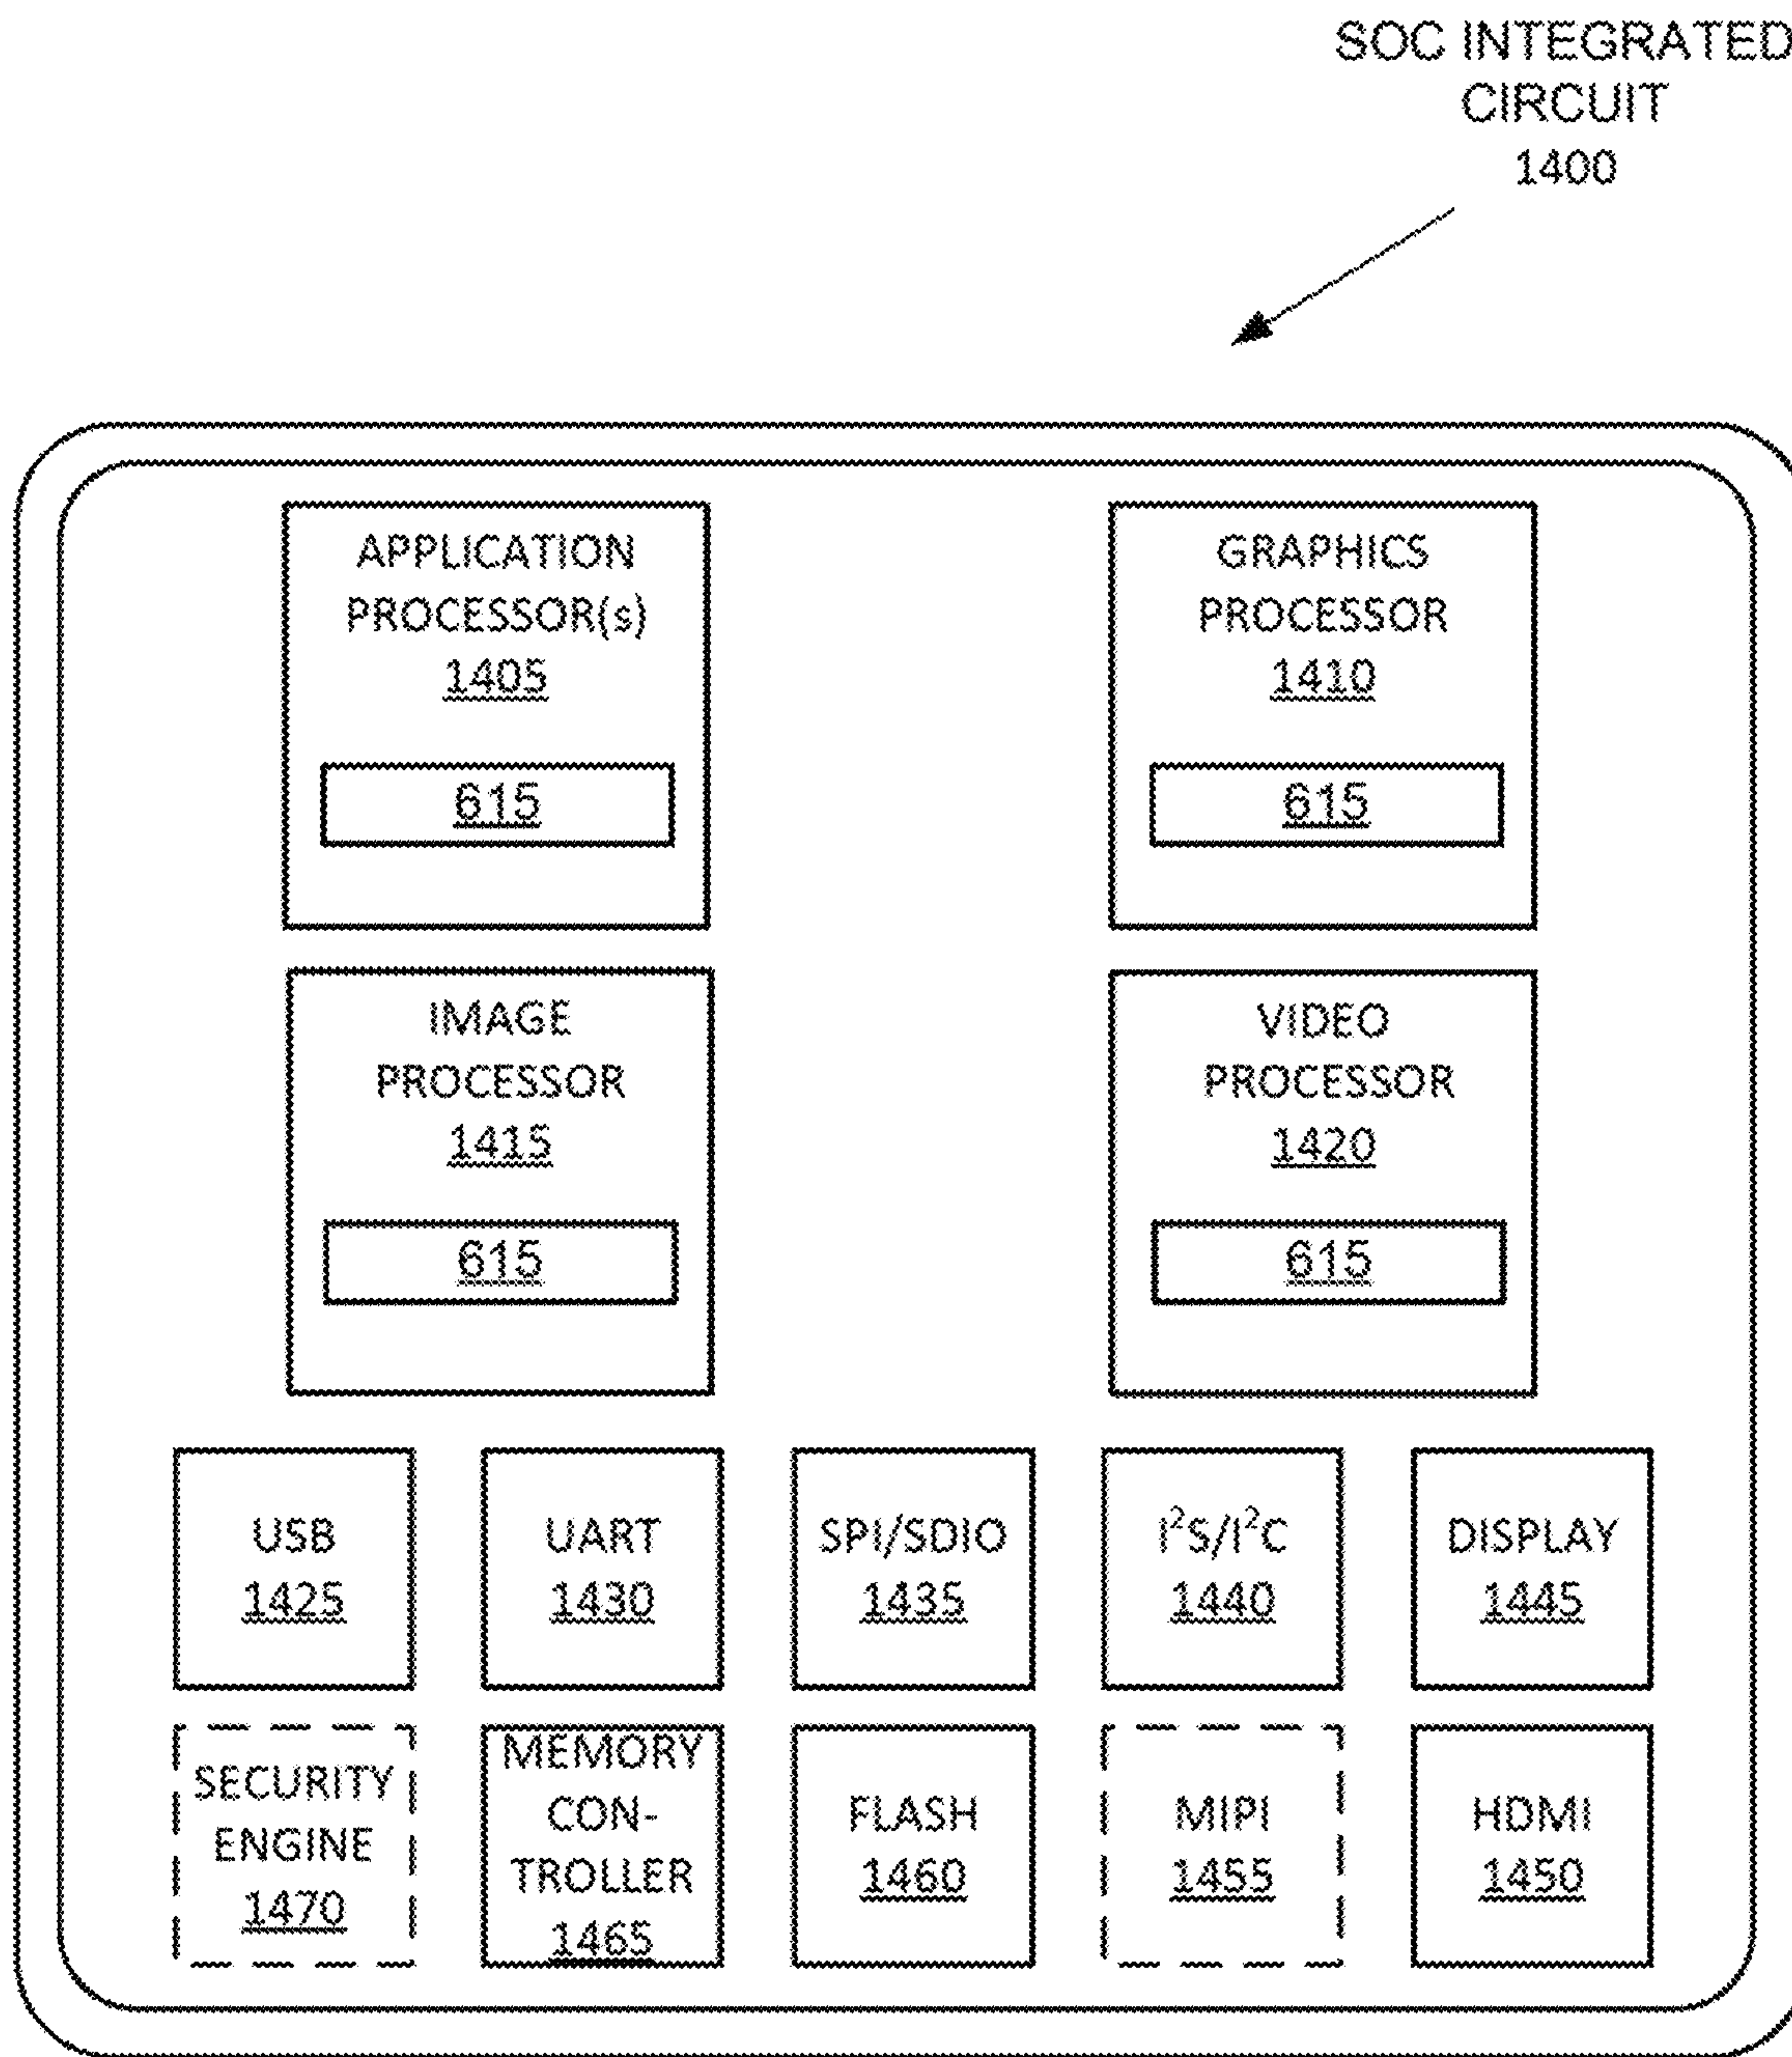 SOC INTEGRATED
CIRCUIT
1400
APPLICATION
PROCESSOR(s)
1405
615
GRAPHICS
PROCESSOR
1410
615
IMAGE
PROCESSOR
1415
615
VIDEO
PROCESSOR
1420
615
USB
1425
UART
1430
SPI/SDIO
1435
I²S/I²C
1440
DISPLAY
1445
SECURITY
ENGINE
1470
MEMORY
CON-
TROLLER
1465
FLASH
1460
MIPI
1455
HDMI
1450